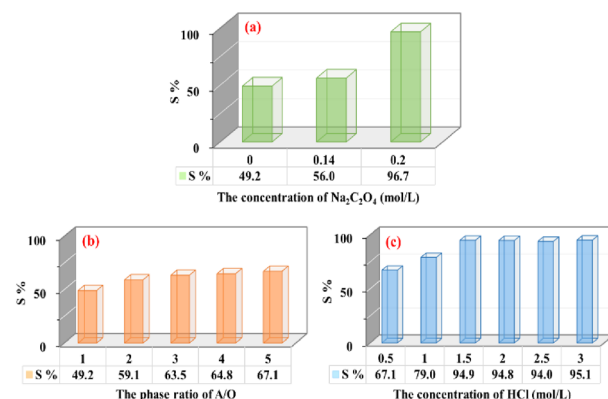 (a)
100
50
0
S %
0 0.14 0.2
S % 49.2 56.0 96.7
The concentration of Na₂C₂O₄ (mol/L)
(b)
100
50
0
S %
1 2 3 4 5
S % 49.2 59.1 63.5 64.8 67.1
The phase ratio of A/O
(c)
100
50
0
S %
0.5 1 1.5 2 2.5 3
S % 67.1 79.0 94.9 94.8 94.0 95.1
The concentration of HCl (mol/L)